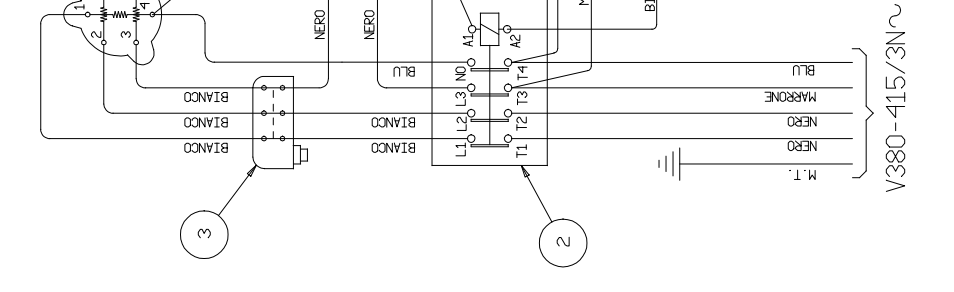 1
4
2
3
NERO
NERO
A1
A2
BLU
NO
T4
BLU
BIANCO
L3
T3
MARRONE
BIANCO
BIANCO
L2
T2
NERO
BIANCO
BIANCO
L1
T1
NERO
M.T.
V380-415/3N~
3
2